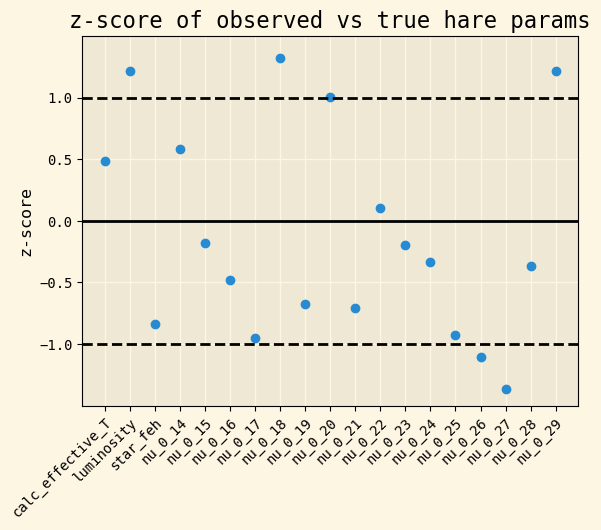 z-score of observed vs true hare params
z-score
1.0
0.5
0.0
−0.5
−1.0
calc_effective_T
luminosity
star_feh
nu_0_14
nu_0_15
nu_0_16
nu_0_17
nu_0_18
nu_0_19
nu_0_20
nu_0_21
nu_0_22
nu_0_23
nu_0_24
nu_0_25
nu_0_26
nu_0_27
nu_0_28
nu_0_29